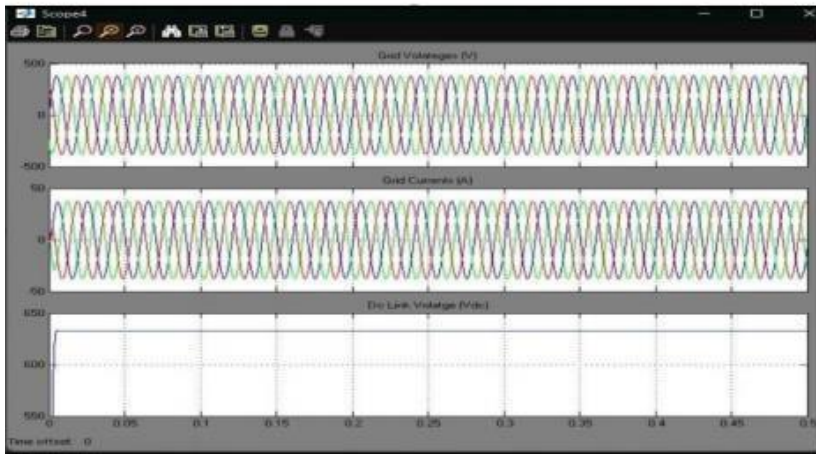 Scope4
Grid Volateges (V)
500
0
-500
Grid Currents (A)
50
0
50
Dc Link Volatge (Vdc)
650
600
550
0 0.05 0.1 0.15 0.2 0.25 0.3 0.35 0.4 0.45 0.5
Time offset: 0